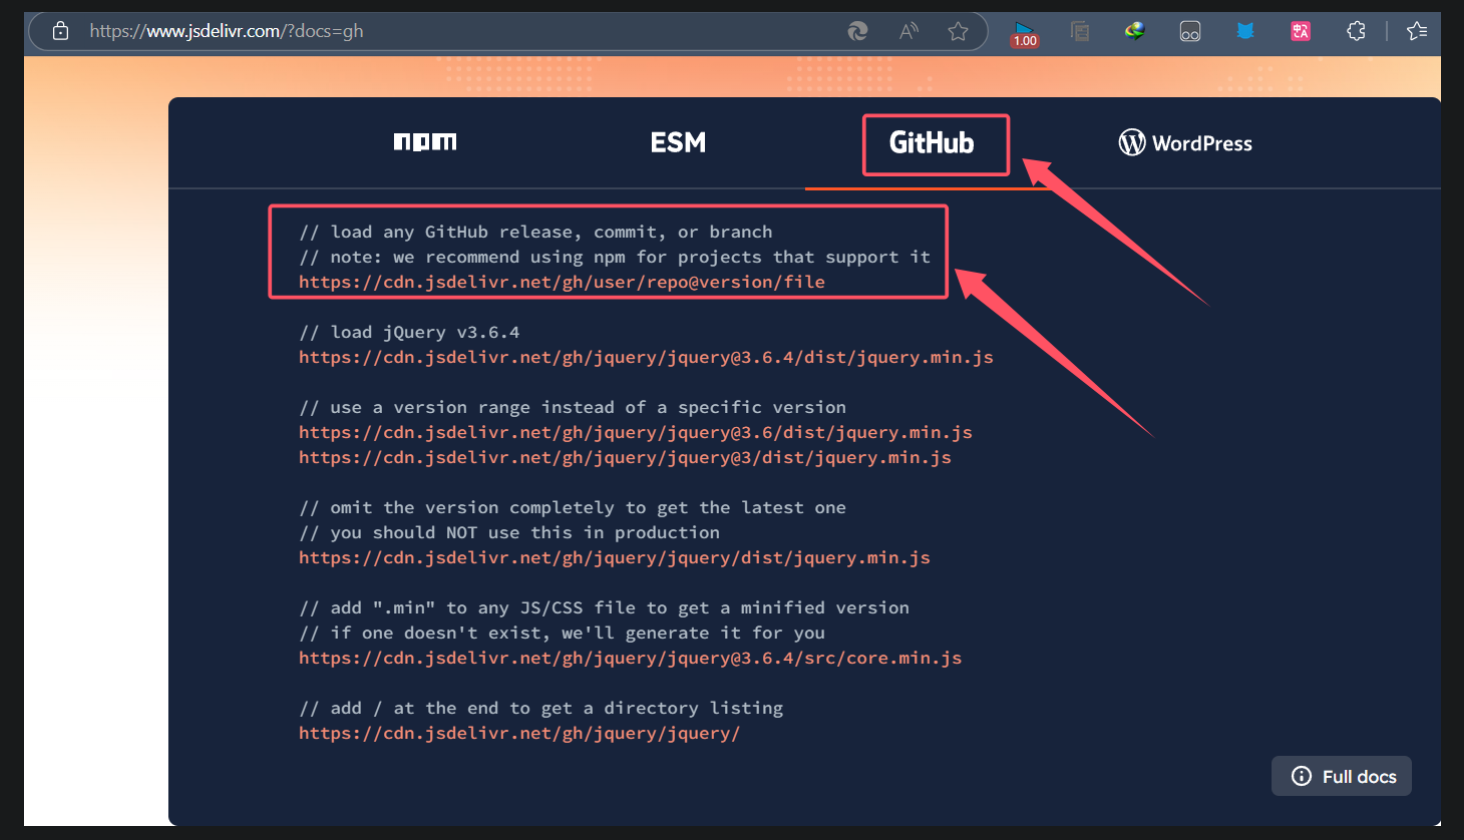 https://www.jsdelivr.com/?docs=gh
1.00
npm
ESM
GitHub
WordPress
// load any GitHub release, commit, or branch
// note: we recommend using npm for projects that support it
https://cdn.jsdelivr.net/gh/user/repo@version/file
// load jQuery v3.6.4
https://cdn.jsdelivr.net/gh/jquery/jquery@3.6.4/dist/jquery.min.js
// use a version range instead of a specific version
https://cdn.jsdelivr.net/gh/jquery/jquery@3.6/dist/jquery.min.js
https://cdn.jsdelivr.net/gh/jquery/jquery@3/dist/jquery.min.js
// omit the version completely to get the latest one
// you should NOT use this in production
https://cdn.jsdelivr.net/gh/jquery/jquery/dist/jquery.min.js
// add ".min" to any JS/CSS file to get a minified version
// if one doesn't exist, we'll generate it for you
https://cdn.jsdelivr.net/gh/jquery/jquery@3.6.4/src/core.min.js
// add / at the end to get a directory listing
https://cdn.jsdelivr.net/gh/jquery/jquery/
Full docs